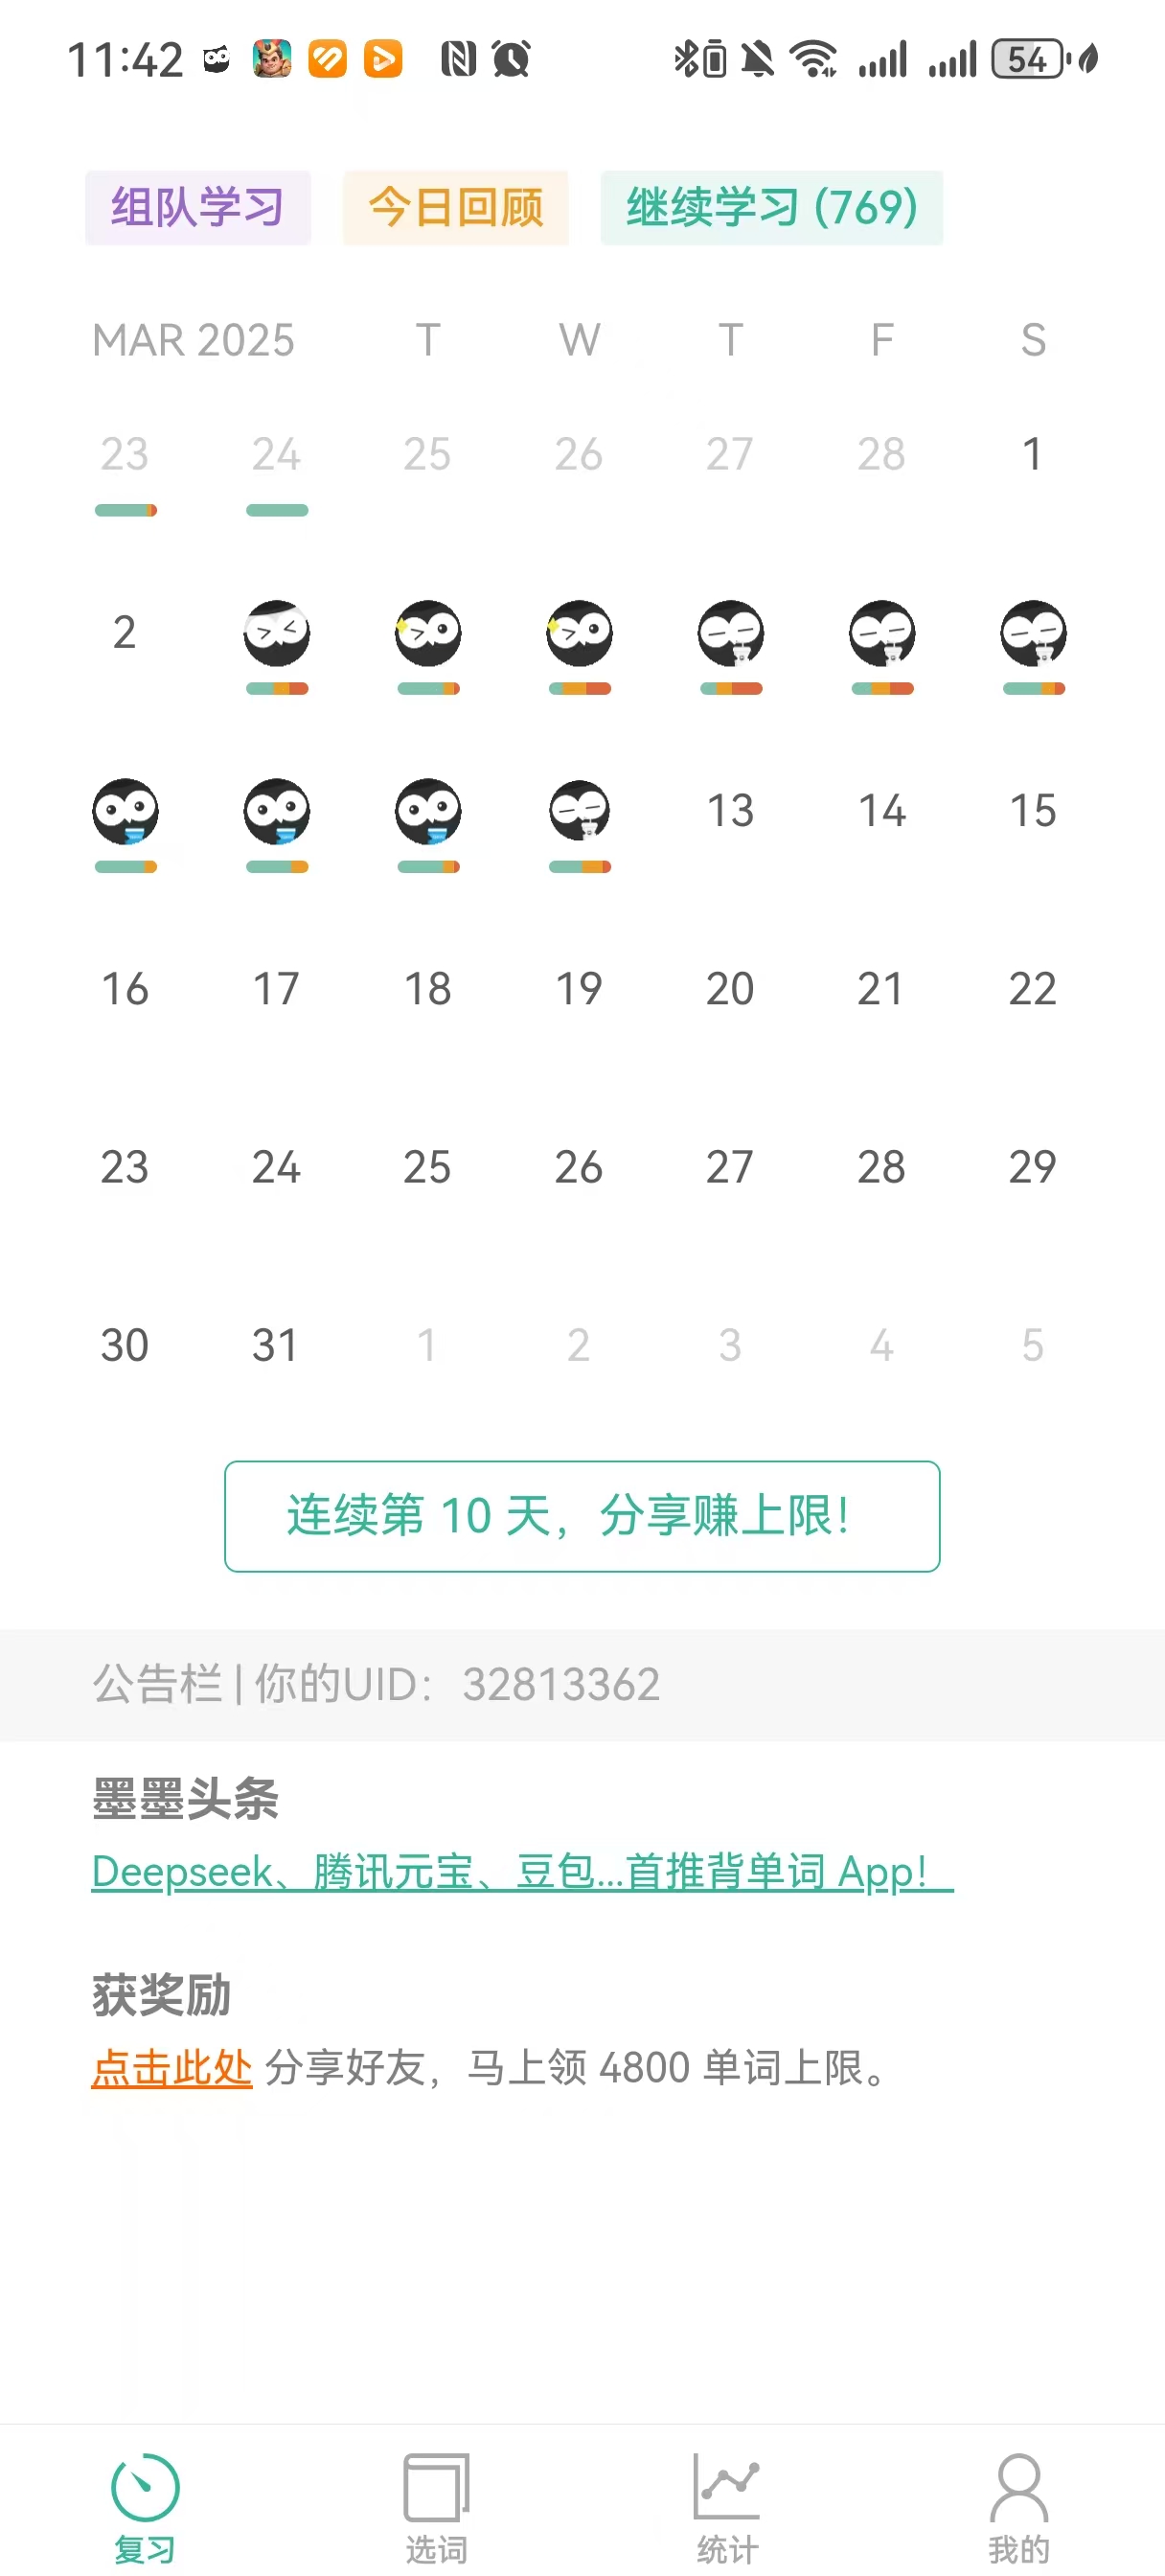 11:42 54
组队学习 今日回顾 继续学习 (769)
MAR 2025 T W T F S
23 24 25 26 27 28 1
2
13 14 15
16 17 18 19 20 21 22
23 24 25 26 27 28 29
30 31 1 2 3 4 5
连续第 10 天，分享赚上限！
公告栏 | 你的UID：32813362
墨墨头条
Deepseek、腾讯元宝、豆包...首推背单词 App！
获奖励
点击此处 分享好友，马上领 4800 单词上限。
复习 选词 统计 我的